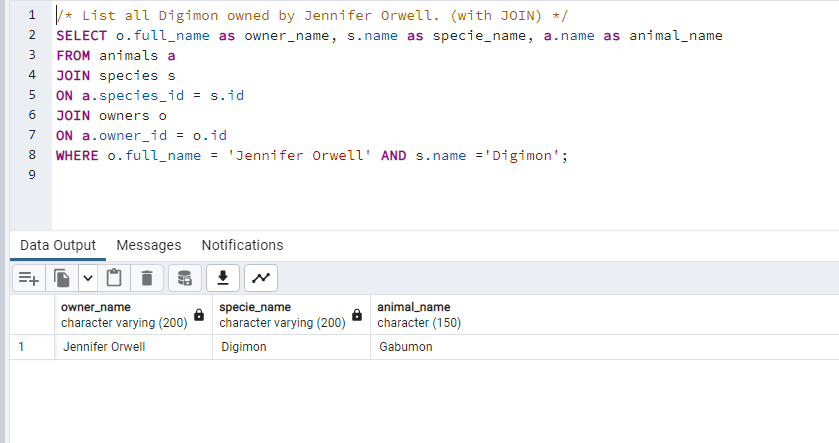 1 /* List all Digimon owned by Jennifer Orwell. (with JOIN) */
2 SELECT o.full_name as owner_name, s.name as specie_name, a.name as animal_name
3 FROM animals a
4 JOIN species s
5 ON a.species_id = s.id
6 JOIN owners o
7 ON a.owner_id = o.id
8 WHERE o.full_name = 'Jennifer Orwell' AND s.name ='Digimon';
9
Data Output Messages Notifications
owner_name specie_name animal_name
character varying (200) character varying (200) character (150)
1 Jennifer Orwell Digimon Gabumon